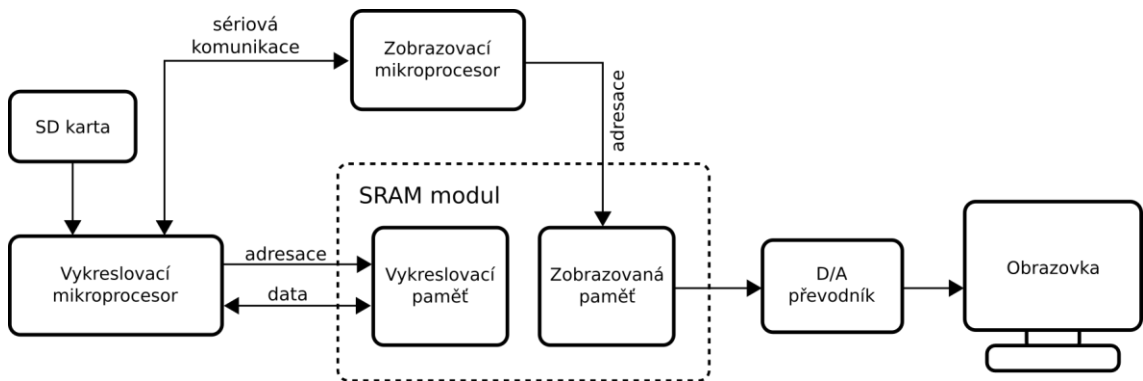 sériová
komunikace
Zobrazovací
mikroprocesor
adresace
SD karta
SRAM modul
Vykreslovací
mikroprocesor
adresace
data
Vykreslovací
paměť
Zobrazovaná
paměť
D/A
převodník
Obrazovka